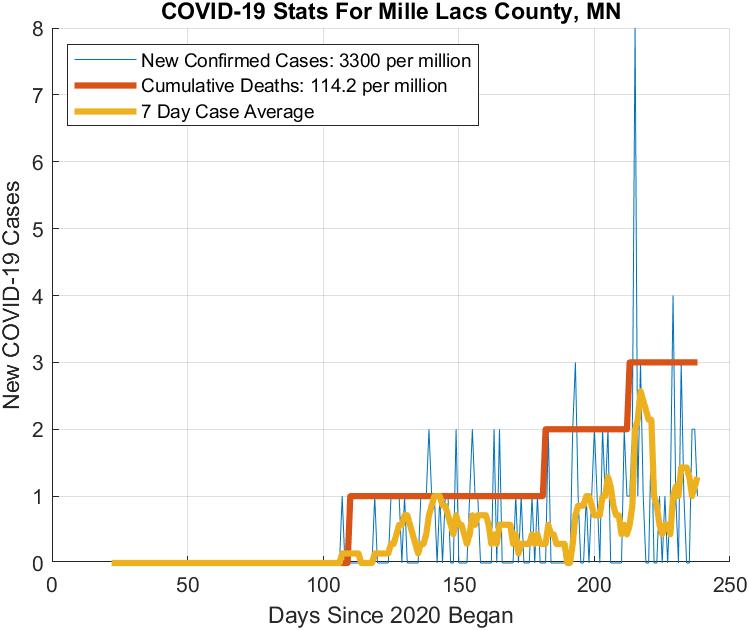 COVID-19 Stats For Mille Lacs County, MN
New Confirmed Cases: 3300 per million
Cumulative Deaths: 114.2 per million
7 Day Case Average
New COVID-19 Cases
8
7
6
5
4
3
2
1
0
0 50 100 150 200 250
Days Since 2020 Began